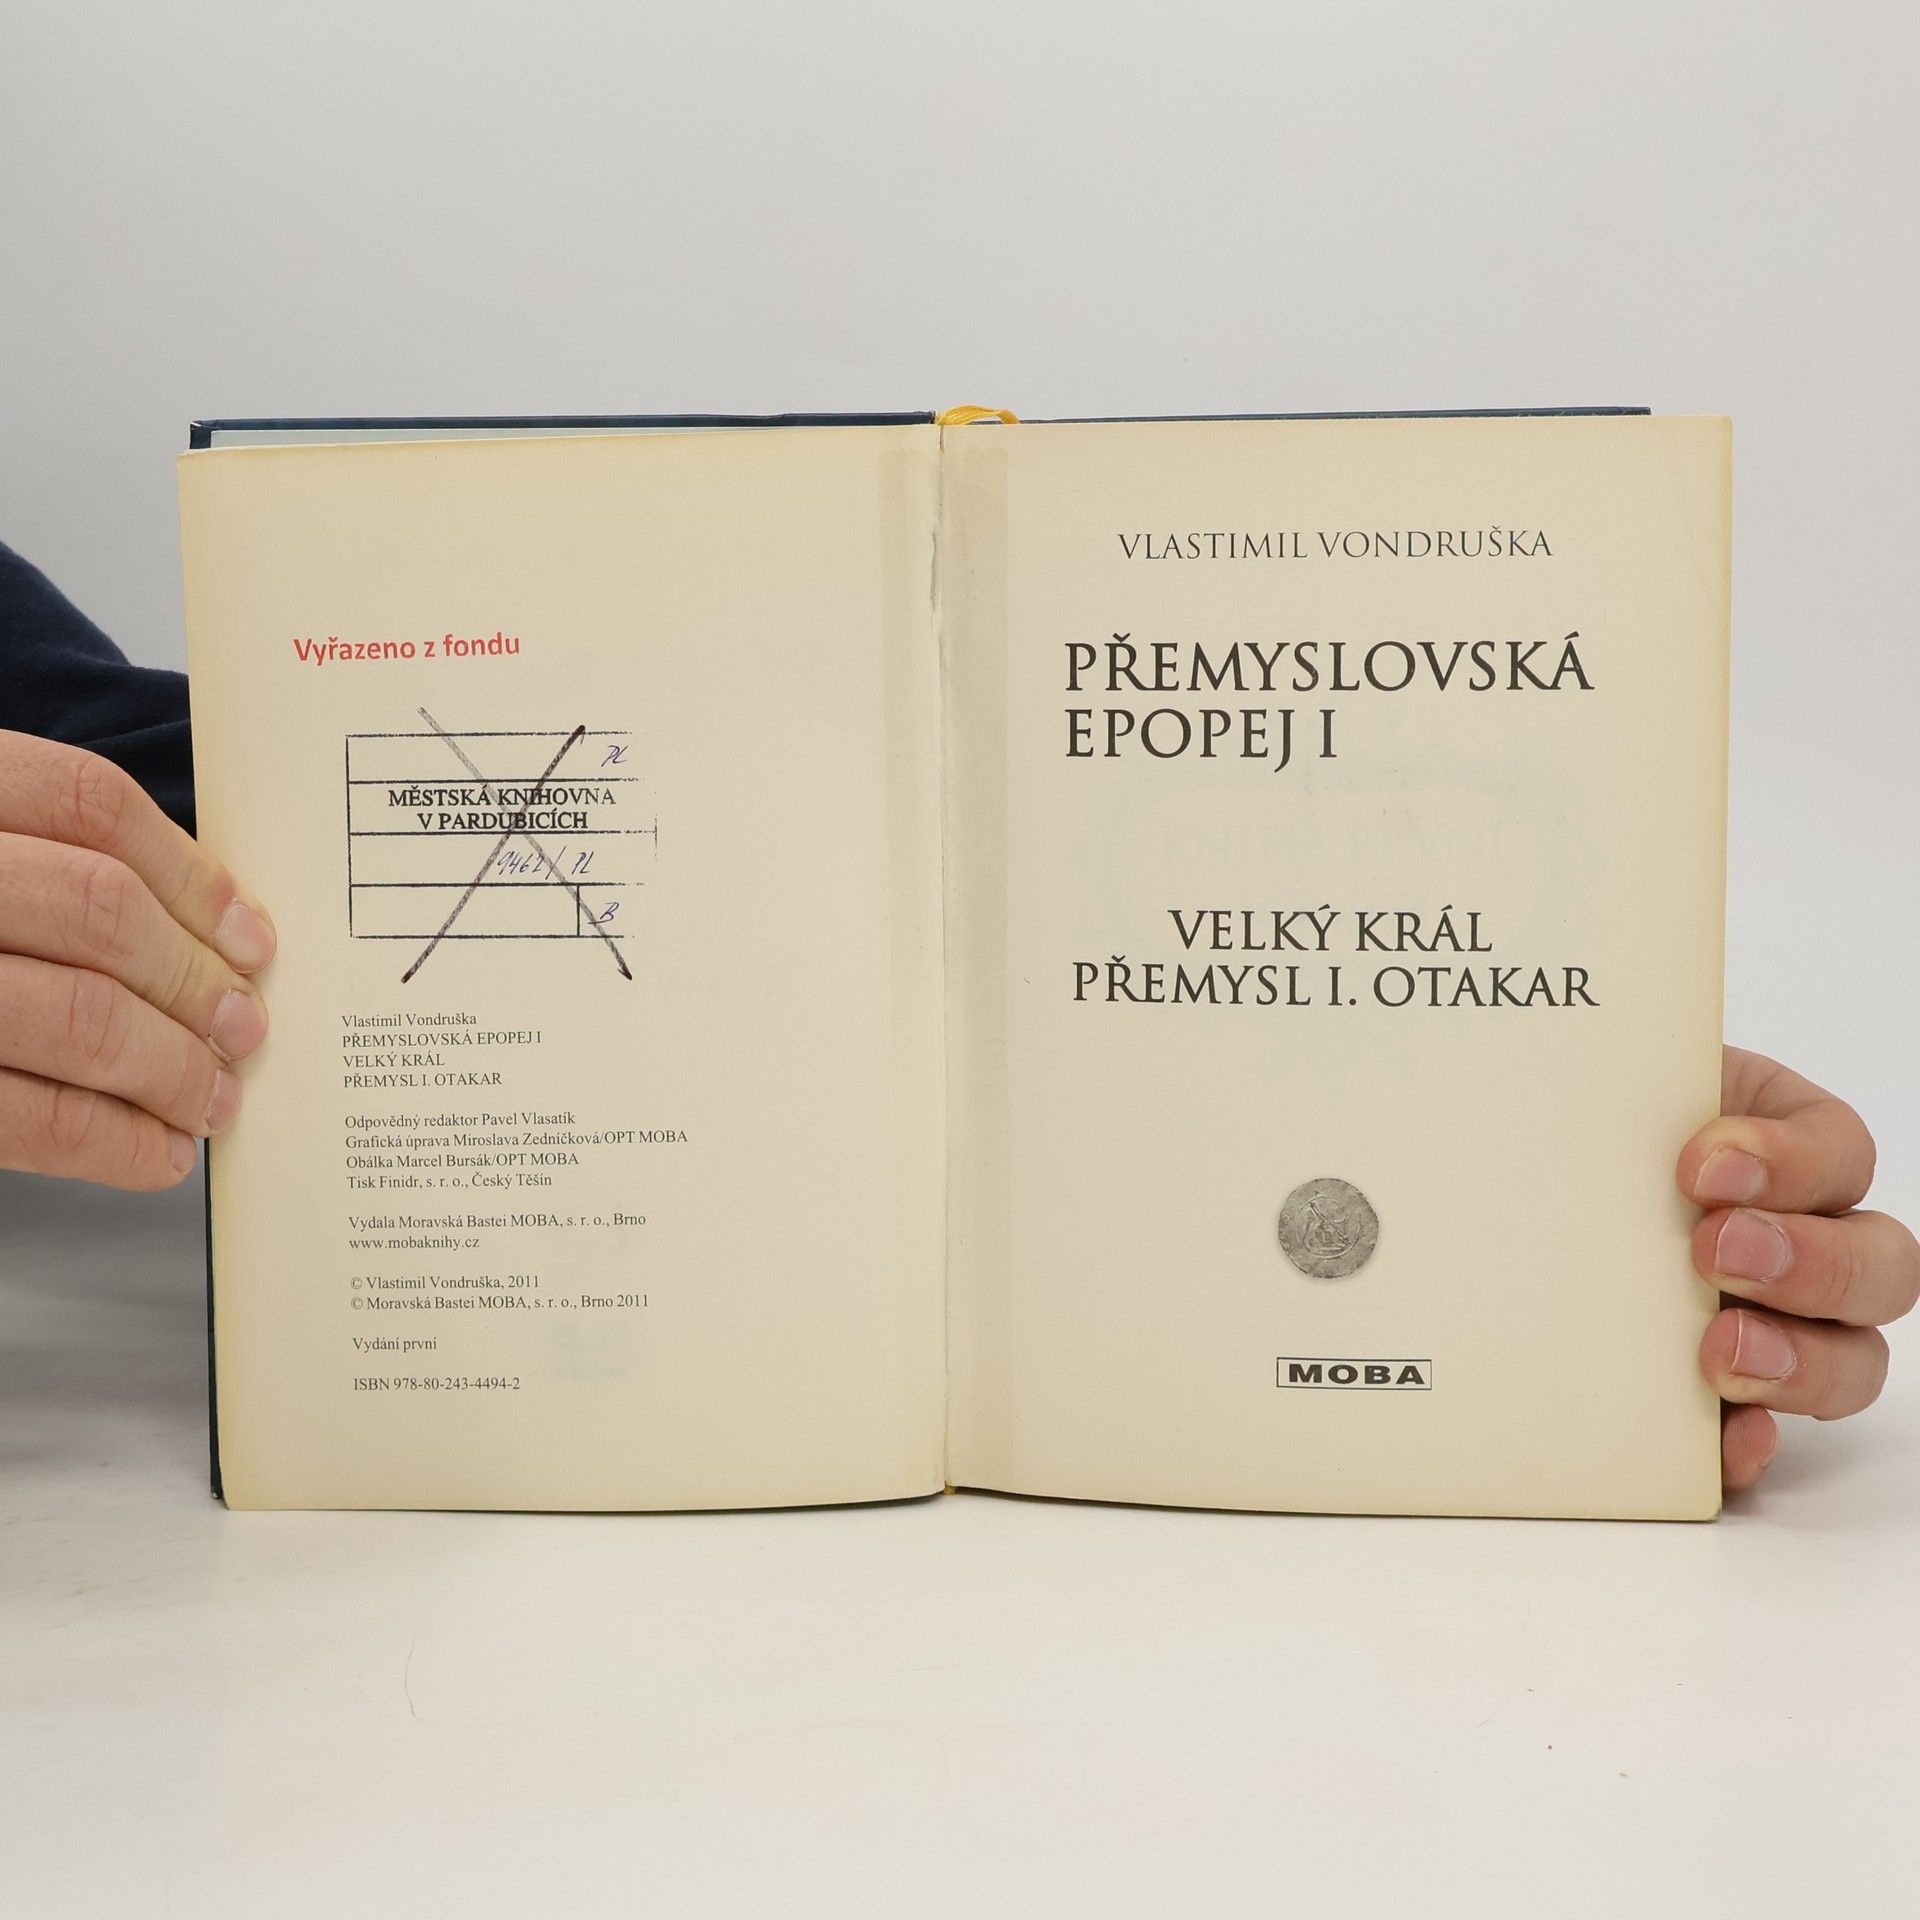 Vyřazeno z fondu
PL
MĚSTSKÁ KNIHOVNA
V PARDUBICÍCH
9462/ PL
B
Vlastimil Vondruška
PŘEMYSLOVSKÁ EPOPEJ I
VELKÝ KRÁL
PŘEMYSL I. OTAKAR
Odpovědný redaktor Pavel Vlasatík
Grafická úprava Miroslava Zedníčková/OPT MOBA
Obálka Marcel Bursák/OPT MOBA
Tisk Finidr, s. r. o., Český Těšín
Vydala Moravská Bastei MOBA, s. r. o., Brno
www.mobaknihy.cz
© Vlastimil Vondruška, 2011
© Moravská Bastei MOBA, s. r. o., Brno 2011
Vydání první
ISBN 978-80-243-4494-2
VLASTIMIL VONDRUŠKA
PŘEMYSLOVSKÁ
EPOPEJ I
VELKÝ KRÁL
PŘEMYSL I. OTAKAR
MOBA